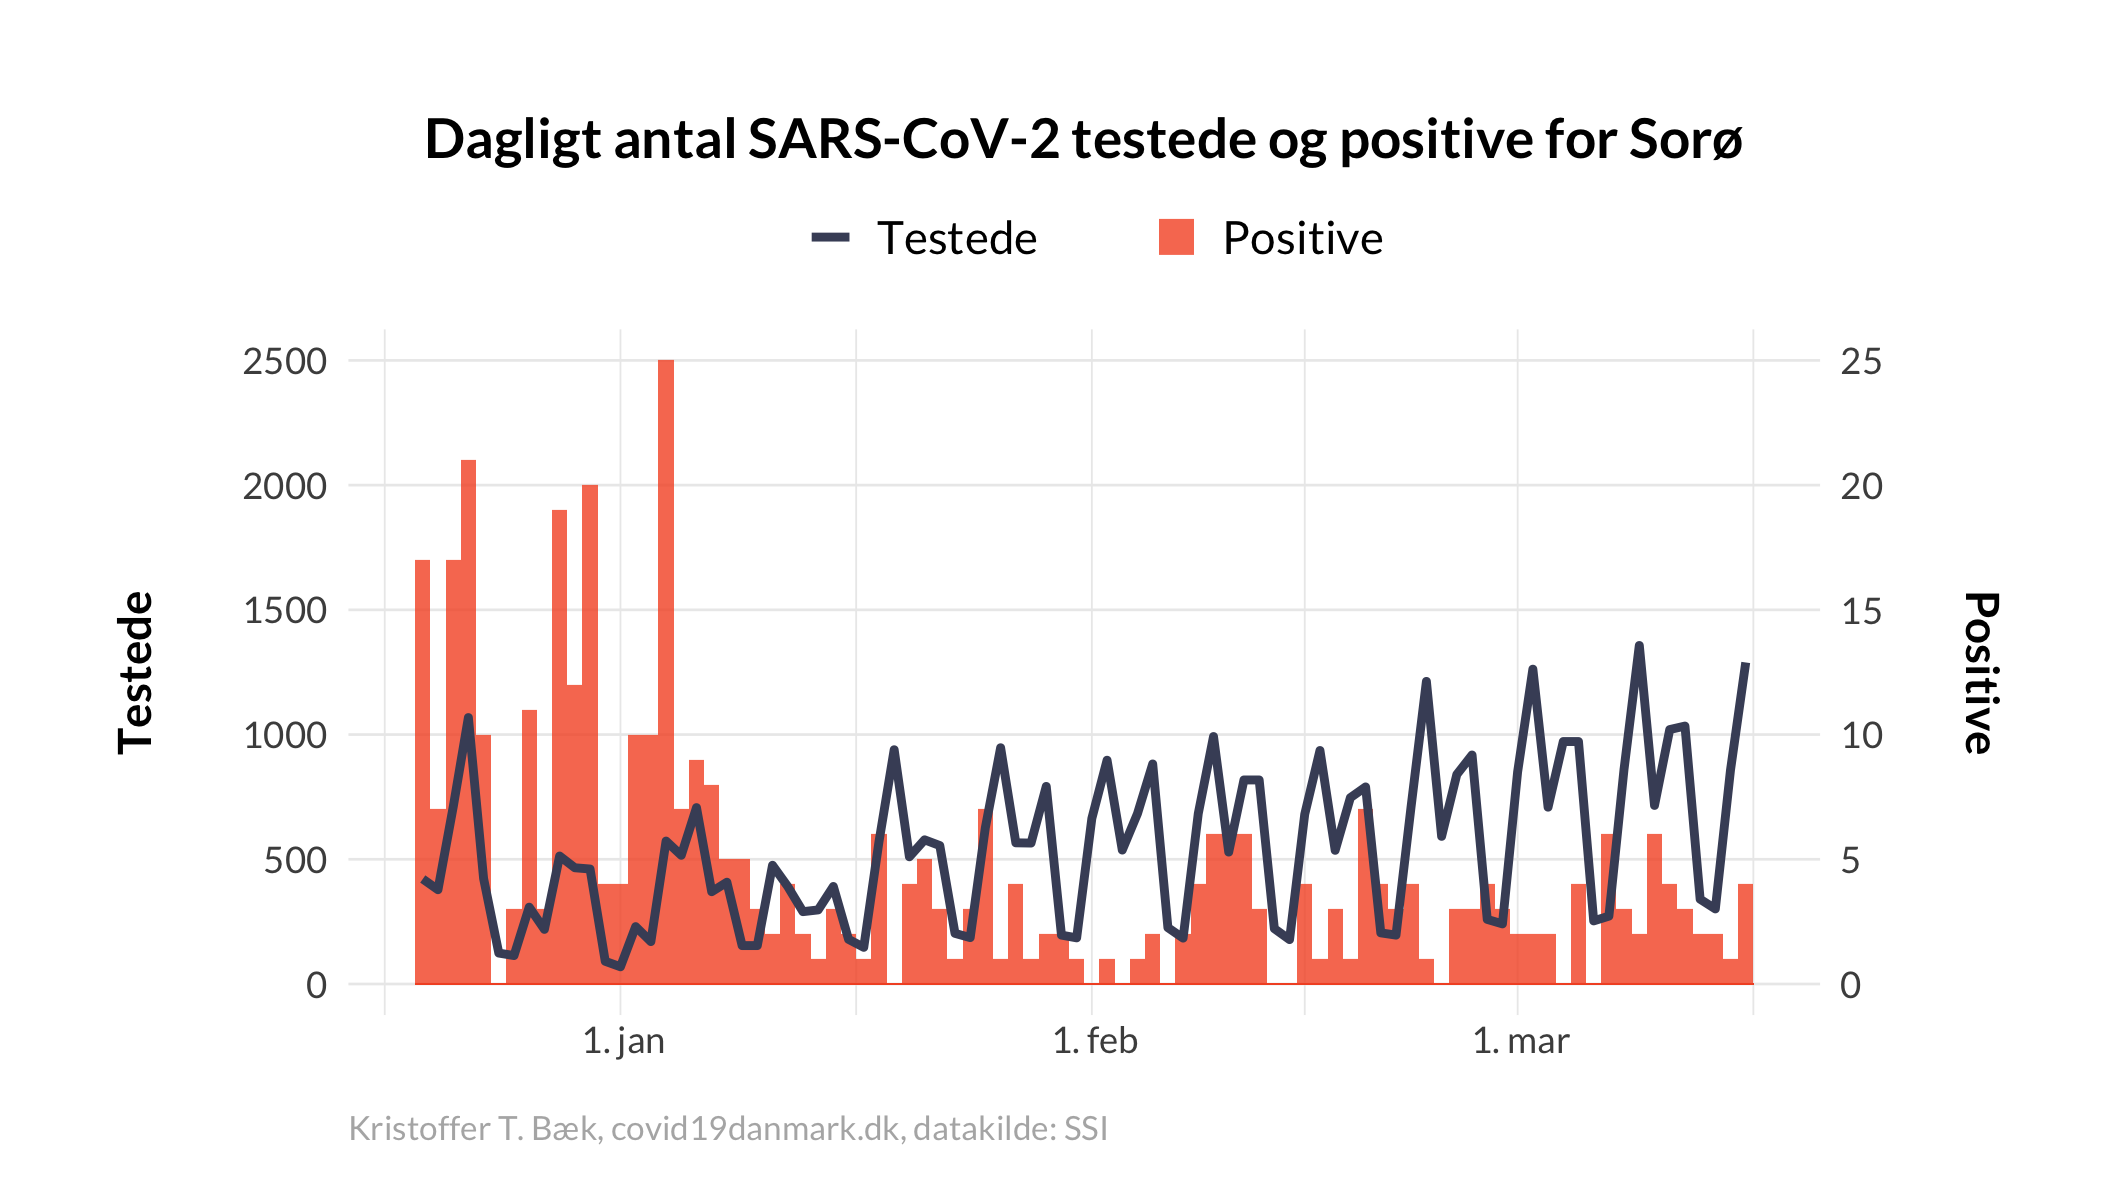 Dagligt antal SARS-CoV-2 testede og positive for Sorø
Testede
Positive
2500
2000
1500
1000
500
0
Testede
25
20
15
10
5
0
Positive
1. jan
1. feb
1. mar
Kristoffer T. Bæk, covid19danmark.dk, datakilde: SSI